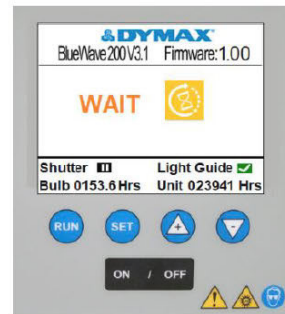 DYMAX
BlueWave 200 V3.1 Firmware:1.00
WAIT
Shutter Light Guide
Bulb 0153.6 Hrs Unit 023941 Hrs
RUN SET + -
ON / OFF